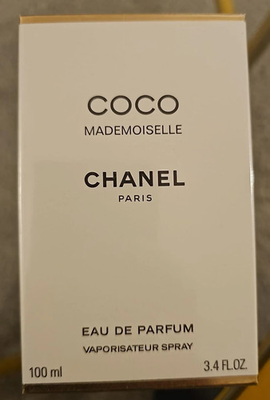 COCO
MADEMOISELLE
CHANEL
PARIS
EAU DE PARFUM
VAPORISATEUR SPRAY
100 ml 3.4 FL.OZ.